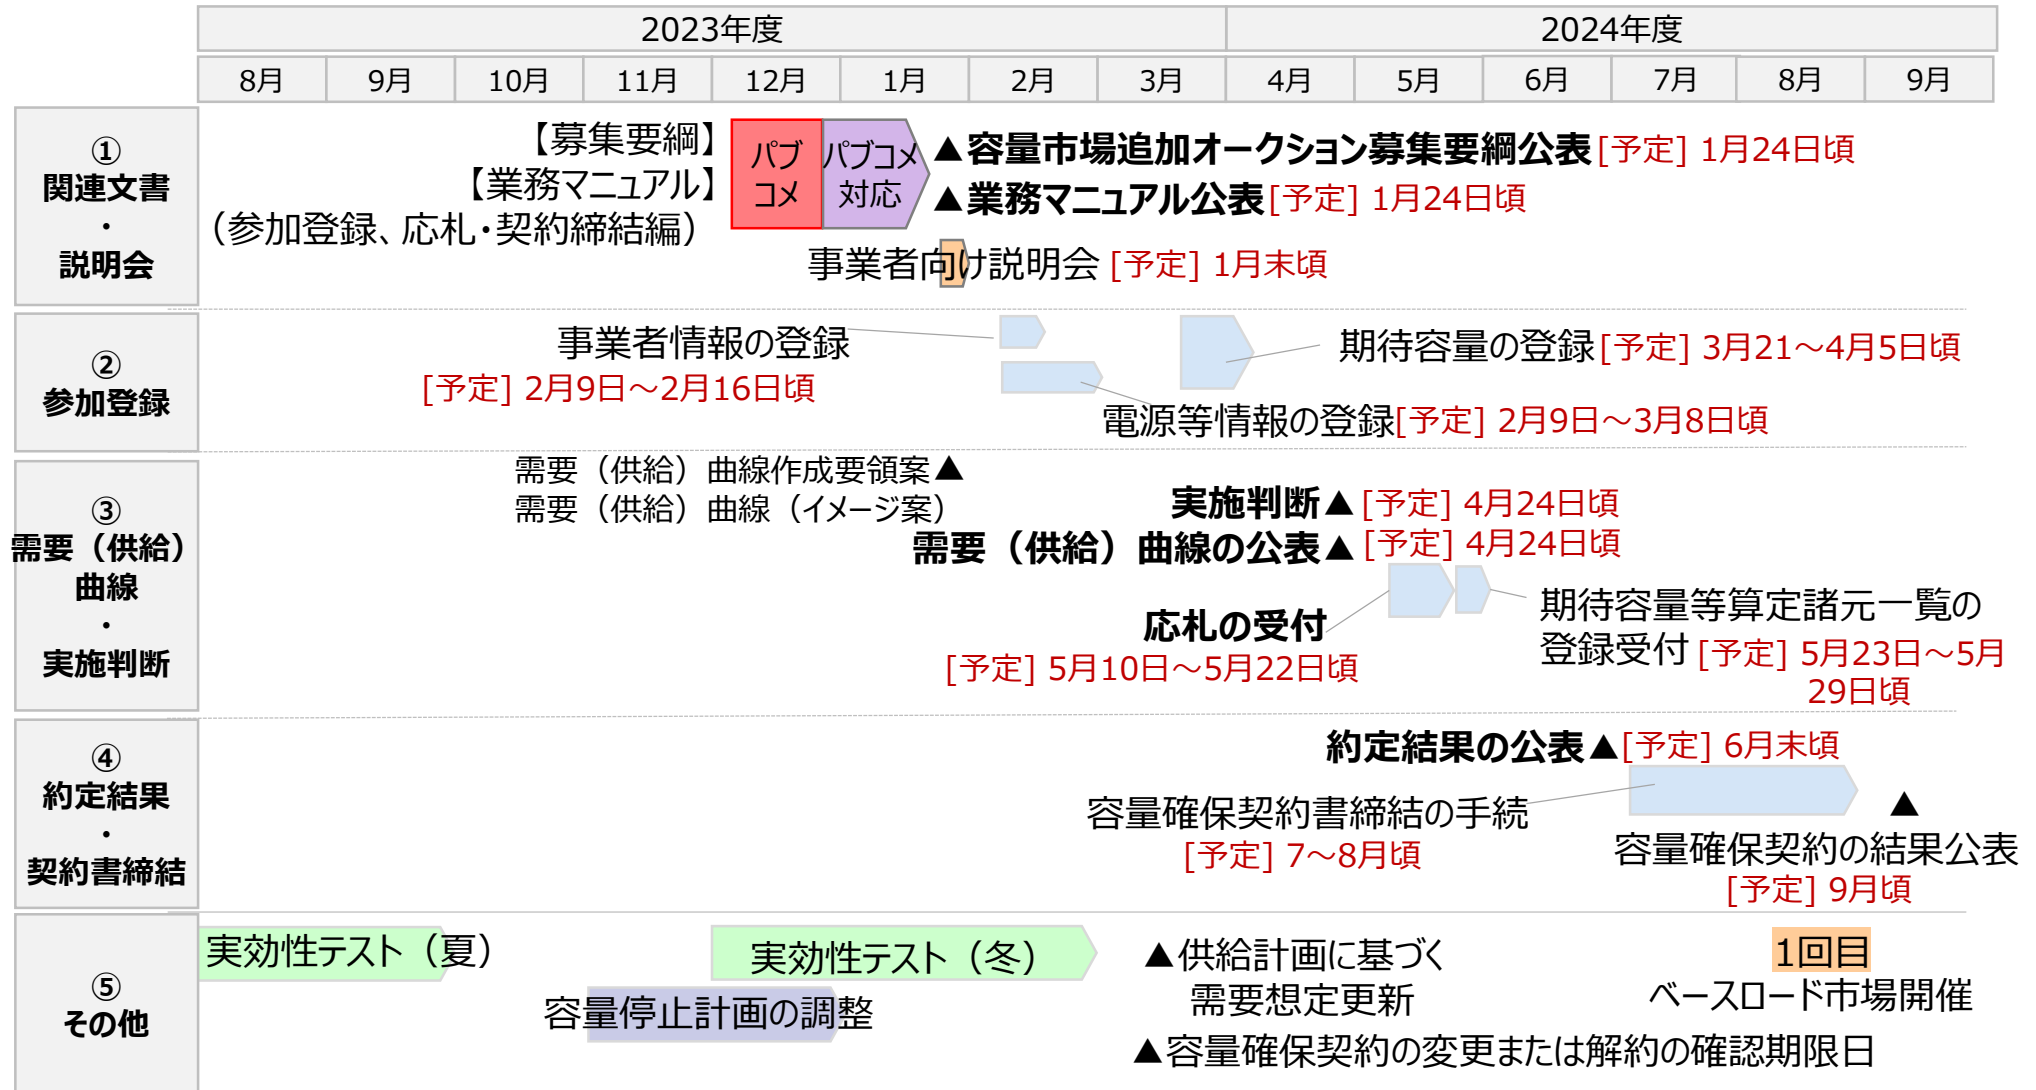 2023年度
2024年度
8月 9月 10月 11月 12月 1月 2月 3月 4月 5月 6月 7月 8月 9月
①
関連文書
・
説明会
【募集要綱】
【業務マニュアル】
（参加登録、応札・契約締結編）
パブ
コメ
パブコメ
対応
▲容量市場追加オークション募集要綱公表[予定] 1月24日頃
▲業務マニュアル公表[予定] 1月24日頃
事業者向け説明会 [予定] 1月末頃
②
参加登録
事業者情報の登録
[予定] 2月9日～2月16日頃
期待容量の登録[予定] 3月21～4月5日頃
電源等情報の登録[予定] 2月9日～3月8日頃
③
需要（供給）
曲線
・
実施判断
需要（供給）曲線作成要領案▲
需要（供給）曲線（イメージ案）
実施判断▲ [予定] 4月24日頃
需要（供給）曲線の公表▲ [予定] 4月24日頃
応札の受付
[予定] 5月10日～5月22日頃
期待容量等算定諸元一覧の
登録受付 [予定] 5月23日～5月
29日頃
④
約定結果
・
契約書締結
約定結果の公表▲[予定] 6月末頃
容量確保契約書締結の手続
[予定] 7～8月頃
▲
容量確保契約の結果公表
[予定] 9月頃
⑤
その他
実効性テスト（夏）
実効性テスト（冬）
容量停止計画の調整
▲供給計画に基づく
需要想定更新
1回目
ベースロード市場開催
▲容量確保契約の変更または解約の確認期限日